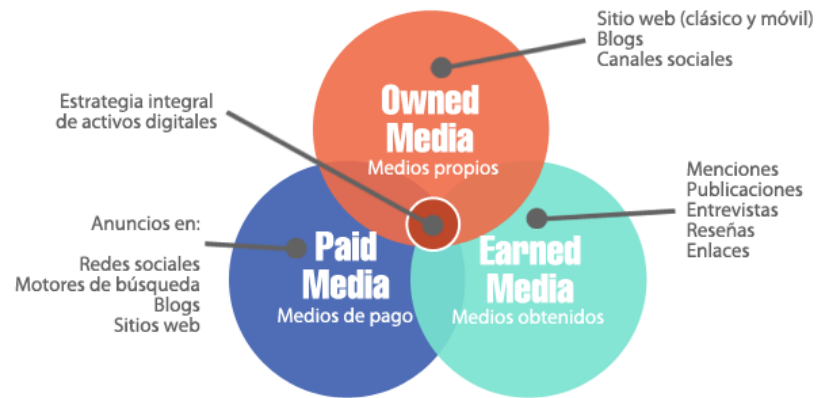 Sitio web (clásico y móvil)
Blogs
Canales sociales
Owned
Media
Medios propios
Estrategia integral
de activos digitales
Menciones
Publicaciones
Entrevistas
Reseñas
Enlaces
Anuncios en:
Redes sociales
Motores de búsqueda
Blogs
Sitios web
Paid
Media
Medios de pago
Earned
Media
Medios obtenidos